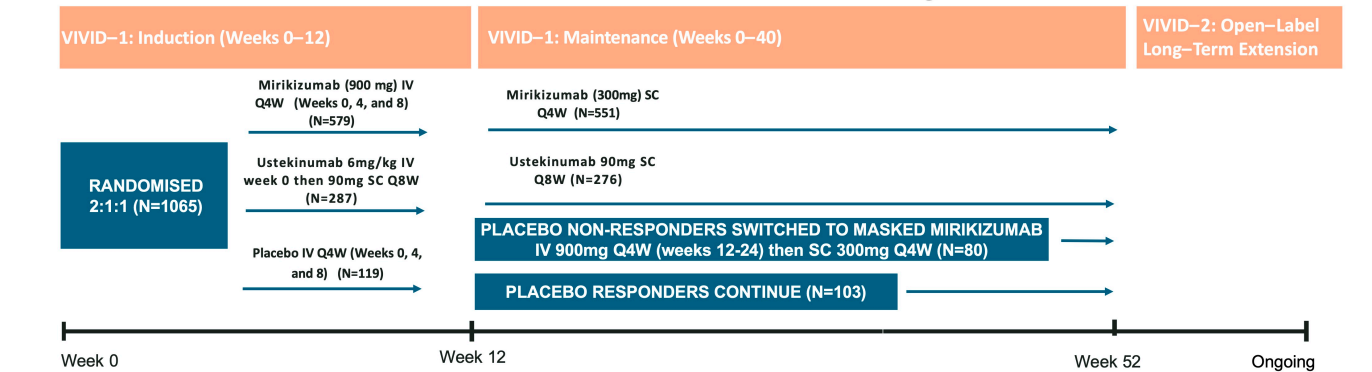 VIVID–1: Induction (Weeks 0–12)
VIVID–1: Maintenance (Weeks 0–40)
VIVID–2: Open–Label
Long–Term Extension
Mirikizumab (900 mg) IV
Q4W (Weeks 0, 4, and 8)
(N=579)
Mirikizumab (300mg) SC
Q4W (N=551)
RANDOMISED
2:1:1 (N=1065)
Ustekinumab 6mg/kg IV
week 0 then 90mg SC Q8W
(N=287)
Ustekinumab 90mg SC
Q8W (N=276)
PLACEBO NON-RESPONDERS SWITCHED TO MASKED MIRIKIZUMAB
IV 900mg Q4W (weeks 12-24) then SC 300mg Q4W (N=80)
Placebo IV Q4W (Weeks 0, 4,
and 8) (N=119)
PLACEBO RESPONDERS CONTINUE (N=103)
Week 0
Week 12
Week 52
Ongoing